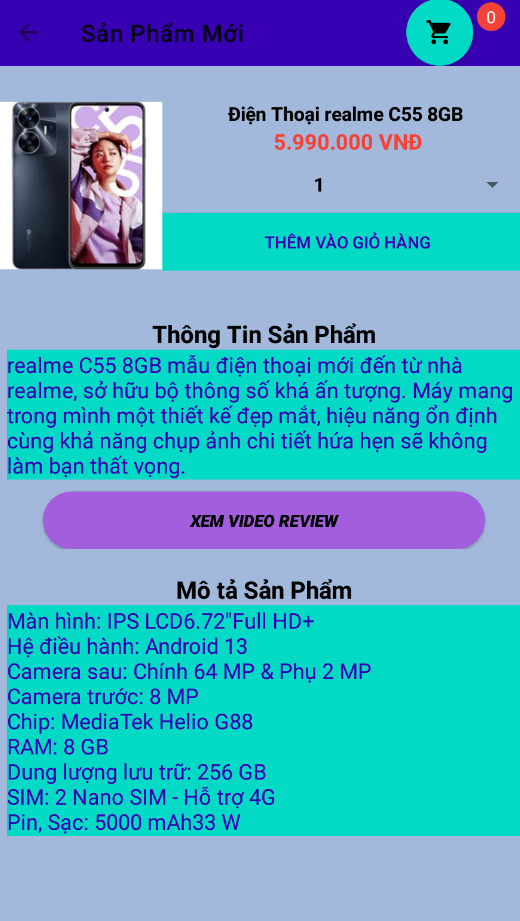 Sản Phẩm Mới
0
Điện Thoại realme C55 8GB
5.990.000 VNĐ
1
THÊM VÀO GIỎ HÀNG
realme
C55
Thông Tin Sản Phẩm
realme C55 8GB mẫu điện thoại mới đến từ nhà
realme, sở hữu bộ thông số khá ấn tượng. Máy mang
trong mình một thiết kế đẹp mắt, hiệu năng ổn định
cùng khả năng chụp ảnh chi tiết hứa hẹn sẽ không
làm bạn thất vọng.
XEM VIDEO REVIEW
Mô tả Sản Phẩm
Màn hình: IPS LCD6.72"Full HD+
Hệ điều hành: Android 13
Camera sau: Chính 64 MP & Phụ 2 MP
Camera trước: 8 MP
Chip: MediaTek Helio G88
RAM: 8 GB
Dung lượng lưu trữ: 256 GB
SIM: 2 Nano SIM - Hỗ trợ 4G
Pin, Sạc: 5000 mAh33 W